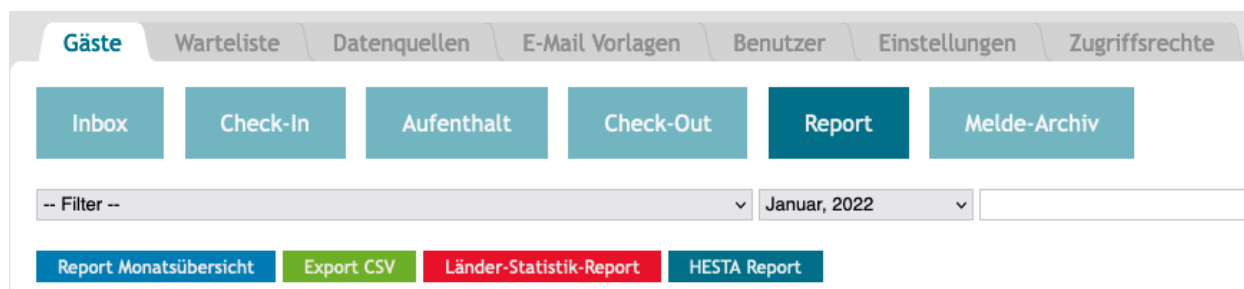 Gäste Warteliste Datenquellen E-Mail Vorlagen Benutzer Einstellungen Zugriffsrechte
Inbox Check-In Aufenthalt Check-Out Report Melde-Archiv
-- Filter -- Januar, 2022
Report Monatsübersicht Export CSV Länder-Statistik-Report HESTA Report